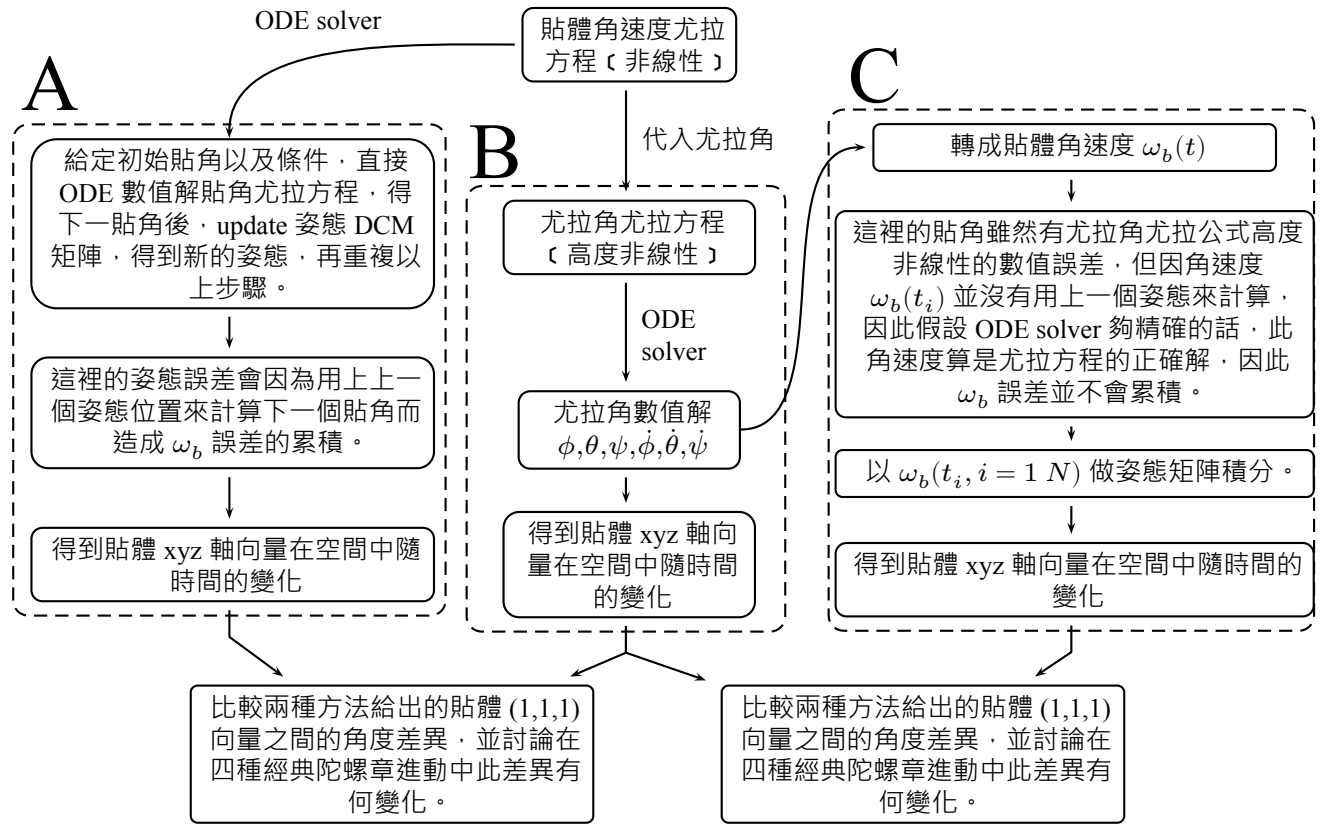 ODE solver
貼體角速度尤拉
方程﹝非線性﹞
A
給定初始貼角以及條件，直接
ODE 數值解貼角尤拉方程，得
下一貼角後，update 姿態 DCM
矩陣，得到新的姿態，再重複以
上步驟。
這裡的姿態誤差會因為用上上一
個姿態位置來計算下一個貼角而
造成 ω_b 誤差的累積。
得到貼體 xyz 軸向量在空間中隨
時間的變化
代入尤拉角
B
尤拉角尤拉方程
﹝高度非線性﹞
ODE
solver
尤拉角數值解
ϕ,θ,ψ,ϕ̇,θ̇,ψ̇
得到貼體 xyz 軸向
量在空間中隨時間
的變化
C
轉成貼體角速度 ω_b(t)
這裡的貼角雖然有尤拉角尤拉公式高度
非線性的數值誤差，但因角速度
ω_b(t_i) 並沒有用上一個姿態來計算，
因此假設 ODE solver 夠精確的話，此
角速度算是尤拉方程的正確解，因此
ω_b 誤差並不會累積。
以 ω_b(t_i, i = 1 N) 做姿態矩陣積分。
得到貼體 xyz 軸向量在空間中隨時間的
變化
比較兩種方法給出的貼體 (1,1,1)
向量之間的角度差異，並討論在
四種經典陀螺章進動中此差異有
何變化。
比較兩種方法給出的貼體 (1,1,1)
向量之間的角度差異，並討論在
四種經典陀螺章進動中此差異有
何變化。